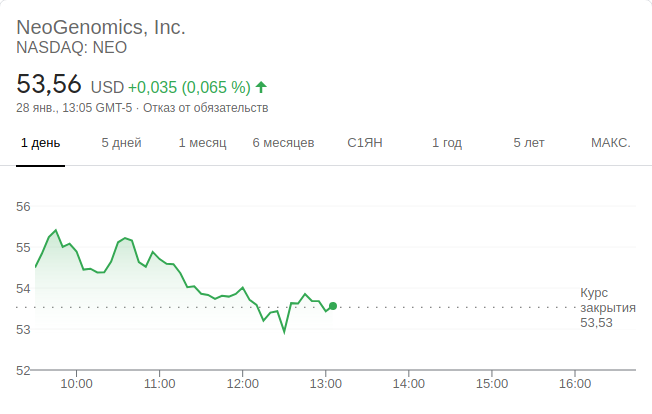 NeoGenomics, Inc.
NASDAQ: NEO
53,56 USD +0,035 (0,065 %)
28 янв., 13:05 GMT-5 · Отказ от обязательств
1 день 5 дней 1 месяц 6 месяцев С1ЯН 1 год 5 лет МАКС.
56
55
54
53
52
Курс
закрытия
53,53
10:00 11:00 12:00 13:00 14:00 15:00 16:00